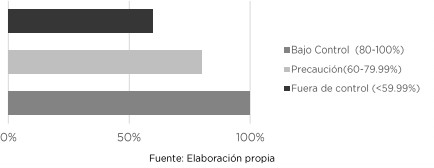 Bajo Control (80-100%)
Precaución(60-79.99%)
Fuera de control (<59.99%)
0% 50% 100%
Fuente: Elaboración propia